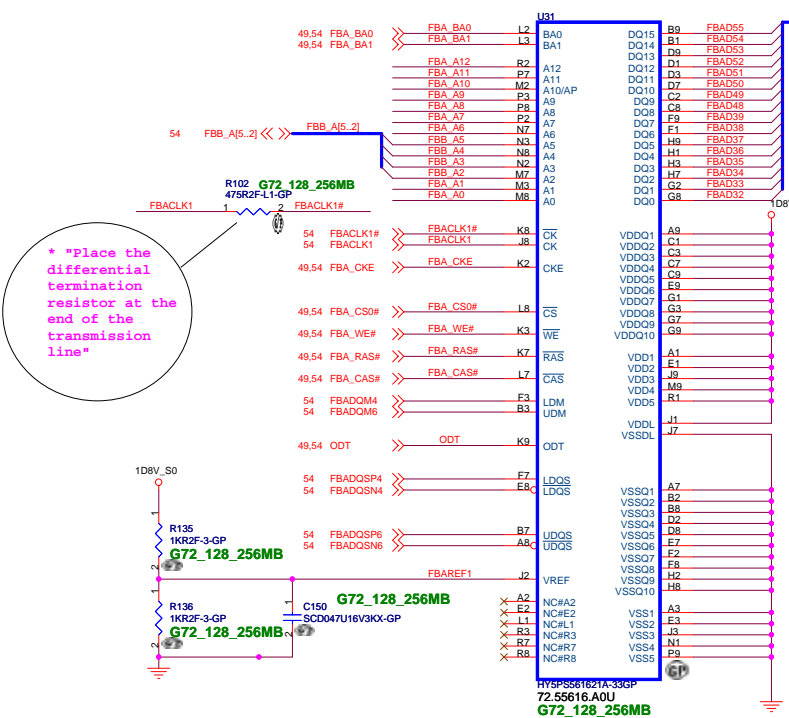 U31
49,54 FBA_BA0 FBA_BA0 L2 BA0 DQ15 B9 FBAD55
49,54 FBA_BA1 FBA_BA1 L3 BA1 DQ14 B1 FBAD54
DQ13 D9 FBAD53
FBA_A12 R2 A12 DQ12 D1 FBAD52
FBA_A11 P7 A11 DQ11 D3 FBAD51
FBA_A10 M2 A10/AP DQ10 D7 FBAD50
FBA_A9 P3 A9 DQ9 C2 FBAD49
FBA_A8 P8 A8 DQ8 C8 FBAD48
FBA_A7 P2 A7 DQ7 F9 FBAD39
54 FBB_A[5..2] FBB_A[5..2] FBA_A6 N7 A6 DQ6 F1 FBAD38
FBB_A5 N3 A5 DQ5 H9 FBAD37
FBB_A4 N8 A4 DQ4 H1 FBAD36
FBB_A3 N2 A3 DQ3 H3 FBAD35
FBB_A2 M7 A2 DQ2 H7 FBAD34
FBA_A1 M3 A1 DQ1 G2 FBAD33
FBA_A0 M8 A0 DQ0 G8 FBAD32
R102 G72_128_256MB
475R2F-L1-GP
FBACLK1 1 2 FBACLK1#
1D8V
54 FBACLK1# FBACLK1# K8 CK VDDQ1 A9
54 FBACLK1 FBACLK1 J8 CK VDDQ2 C1
VDDQ3 C3
49,54 FBA_CKE FBA_CKE K2 CKE VDDQ4 C7
VDDQ5 C9
VDDQ6 E9
VDDQ7 G1
49,54 FBA_CS0# FBA_CS0# L8 CS VDDQ8 G3
VDDQ9 G7
49,54 FBA_WE# FBA_WE# K3 WE VDDQ10 G9
49,54 FBA_RAS# FBA_RAS# K7 RAS VDD1 A1
VDD2 E1
49,54 FBA_CAS# FBA_CAS# L7 CAS VDD3 J9
VDD4 M9
54 FBADQM4 F3 LDM VDD5 R1
54 FBADQM6 B3 UDM
VDDL J1
VSSDL J7
49,54 ODT ODT K9 ODT
* "Place the
differential
termination
resistor at the
end of the
transmission
line"
54 FBADQSP4 F7 LDQS
54 FBADQSN4 E8 LDQS VSSQ1 A7
VSSQ2 B2
VSSQ3 B8
VSSQ4 D2
54 FBADQSP6 B7 UDQS VSSQ5 D8
54 FBADQSN6 A8 UDQS VSSQ6 E7
VSSQ7 F2
VSSQ8 F8
FBAREF1 J2 VREF VSSQ9 H2
VSSQ10 H8
A2 NC#A2 VSS1 A3
E2 NC#E2 VSS2 E3
L1 NC#L1 VSS3 J3
R3 NC#R3 VSS4 N1
R7 NC#R7 VSS5 P9
R8 NC#R8
1D8V_S0
1
R135
1KR2F-3-GP
G72_128_256MB
2
1
R136
1KR2F-3-GP
G72_128_256MB
2
G72_128_256MB
1
C150
SCD047U16V3KX-GP
2
GP
HY5PS561621A-33GP
72.55616.A0U
G72_128_256MB